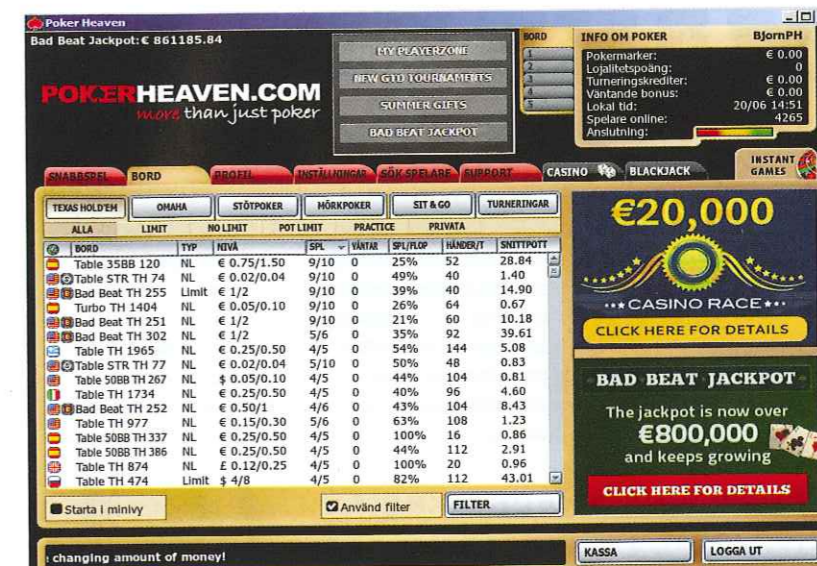 Poker Heaven
Bad Beat Jackpot:€ 861185.84
POKERHEAVEN.COM
more than just poker
MY PLAYERZONE
NEW GTD TOURNAMENTS
SUMMER GIFTS
BAD BEAT JACKPOT
BORD
1
2
3
4
5
INFO OM POKER BjornPH
Pokermarker: € 0.00
Lojalitetspoäng: 0
Turneringskrediter: € 0.00
Väntande bonus: € 0.00
Lokal tid: 20/06 14:51
Spelare online: 4265
Anslutning:
SNABBSPEL BORD PROFIL INSTÄLLNINGAR SÖK SPELARE SUPPORT CASINO BLACKJACK INSTANT GAMES
TEXAS HOLD'EM OMAHA STÖTPOKER MÖRKPOKER SIT & GO TURNERINGAR
ALLA LIMIT NO LIMIT POT LIMIT PRACTICE PRIVATA
BORD TYP NIVÅ SPL VÄNTAR SPL/FLOP HÄNDER/T SNITTPOTT
Table 35BB 120 NL € 0.75/1.50 9/10 0 25% 52 28.84
Table STR TH 74 NL € 0.02/0.04 9/10 0 49% 40 1.40
Bad Beat TH 255 Limit € 1/2 9/10 0 39% 40 14.90
Turbo TH 1404 NL € 0.05/0.10 9/10 0 26% 64 0.67
Bad Beat TH 251 NL € 1/2 9/10 0 21% 60 10.18
Bad Beat TH 302 NL € 1/2 5/6 0 35% 92 39.61
Table TH 1965 NL € 0.25/0.50 4/5 0 54% 144 5.08
Table STR TH 77 NL € 0.02/0.04 5/10 0 50% 48 0.83
Table 50BB TH 267 NL $ 0.05/0.10 4/5 0 44% 104 0.81
Table TH 1734 NL € 0.25/0.50 4/5 0 40% 96 4.60
Bad Beat TH 252 NL € 0.50/1 4/6 0 43% 104 8.43
Table TH 977 NL € 0.15/0.30 5/6 0 63% 108 1.23
Table 50BB TH 337 NL € 0.25/0.50 4/5 0 100% 16 0.86
Table 50BB TH 386 NL € 0.25/0.50 4/5 0 44% 112 2.91
Table TH 874 NL £ 0.12/0.25 4/5 0 100% 20 0.96
Table TH 474 Limit $ 4/8 4/5 0 82% 112 43.01
Starta i minivy
Använd filter
FILTER
€20,000
CASINO RACE
CLICK HERE FOR DETAILS
BAD BEAT JACKPOT
The jackpot is now over
€800,000
and keeps growing
CLICK HERE FOR DETAILS
changing amount of money!
KASSA
LOGGA UT